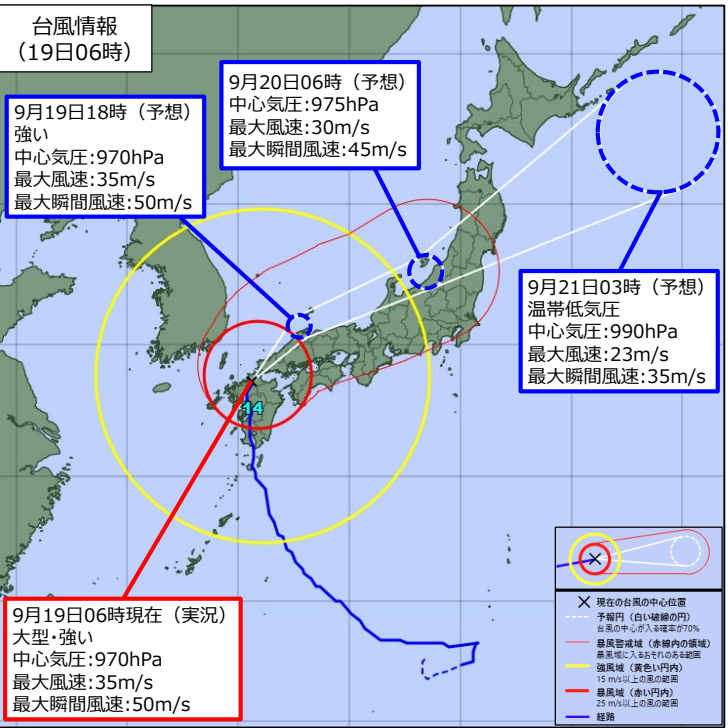 台風情報
（19日06時）
9月20日06時（予想）
中心気圧:975hPa
最大風速:30m/s
最大瞬間風速:45m/s
9月19日18時（予想）
強い
中心気圧:970hPa
最大風速:35m/s
最大瞬間風速:50m/s
9月21日03時（予想）
温帯低気圧
中心気圧:990hPa
最大風速:23m/s
最大瞬間風速:35m/s
14
9月19日06時現在（実況）
大型・強い
中心気圧:970hPa
最大風速:35m/s
最大瞬間風速:50m/s
現在の台風の中心位置
予報円（白い破線の円）
台風の中心が入る確率が70%
暴風警戒域（赤線内の領域）
暴風域に入るおそれのある範囲
強風域（黄色い円内）
15 m/s以上の風の範囲
暴風域（赤い円内）
25 m/s以上の風の範囲
経路